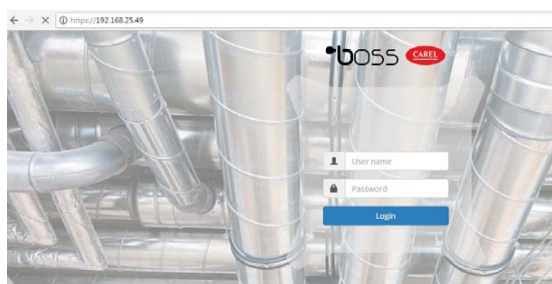 https://192.168.25.49
boss CAREL
User name
Password
Login